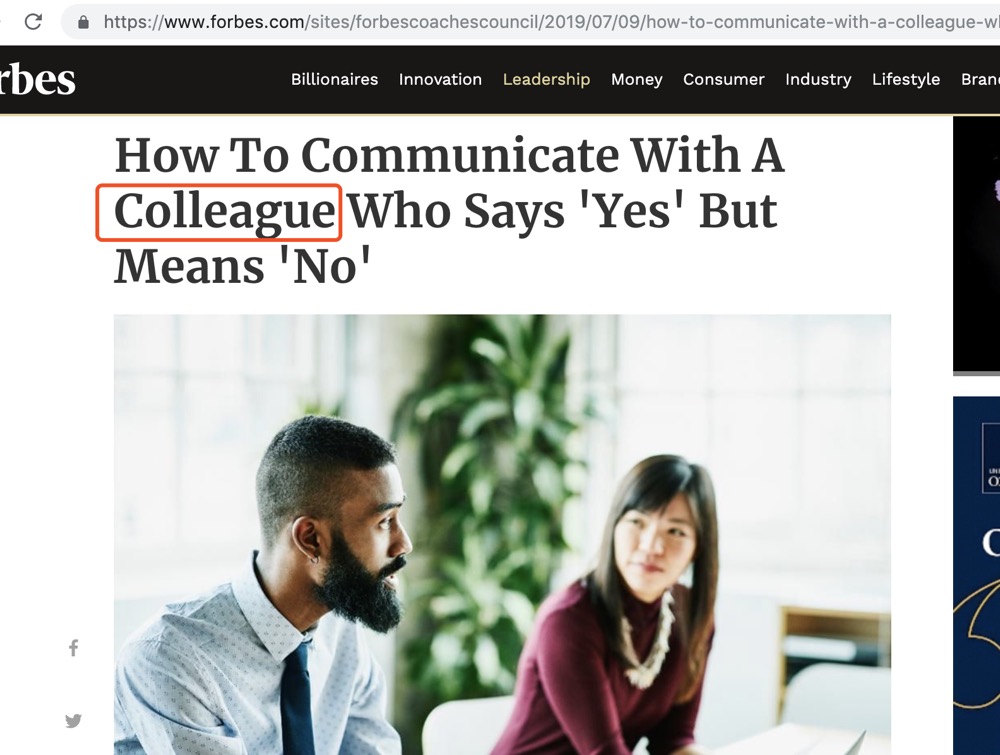 https://www.forbes.com/sites/forbescoachescouncil/2019/07/09/how-to-communicate-with-a-colleague-w
rbes
Billionaires Innovation Leadership Money Consumer Industry Lifestyle Bran
How To Communicate With A
Colleague Who Says 'Yes' But
Means 'No'